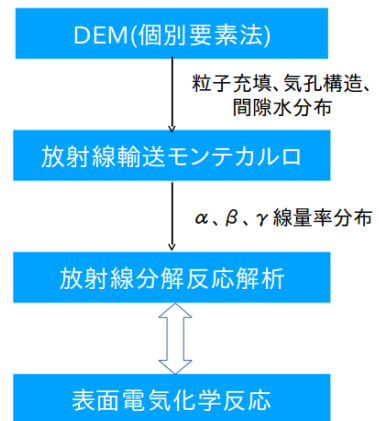 DEM(個別要素法)
粒子充填、気孔構造、
間隙水分布
放射線輸送モンテカルロ
α、β、γ線量率分布
放射線分解反応解析
表面電気化学反応